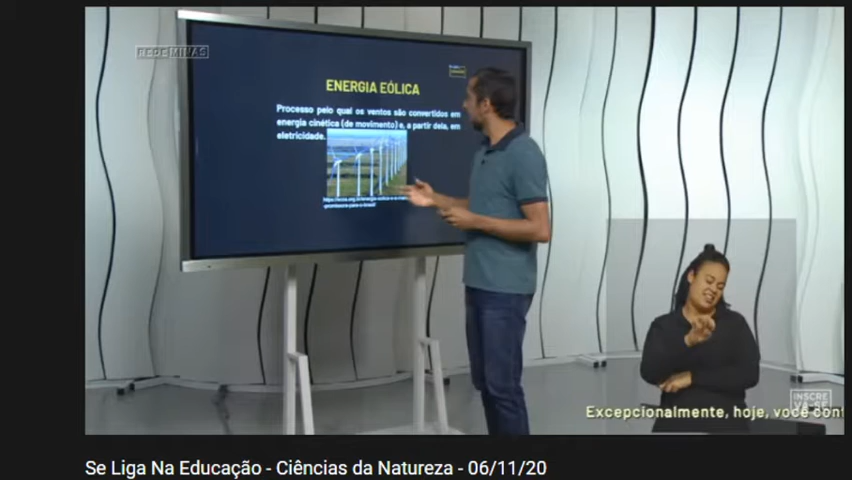 REDE MINAS
ENERGIA EÓLICA
Processo pelo qual os ventos são convertidos em
energia cinética (de movimento) e, a partir dela, em
eletricidade.
INSCRE
VA-SE
Excepcionalmente, hoje, você con
Se Liga Na Educação - Ciências da Natureza - 06/11/20